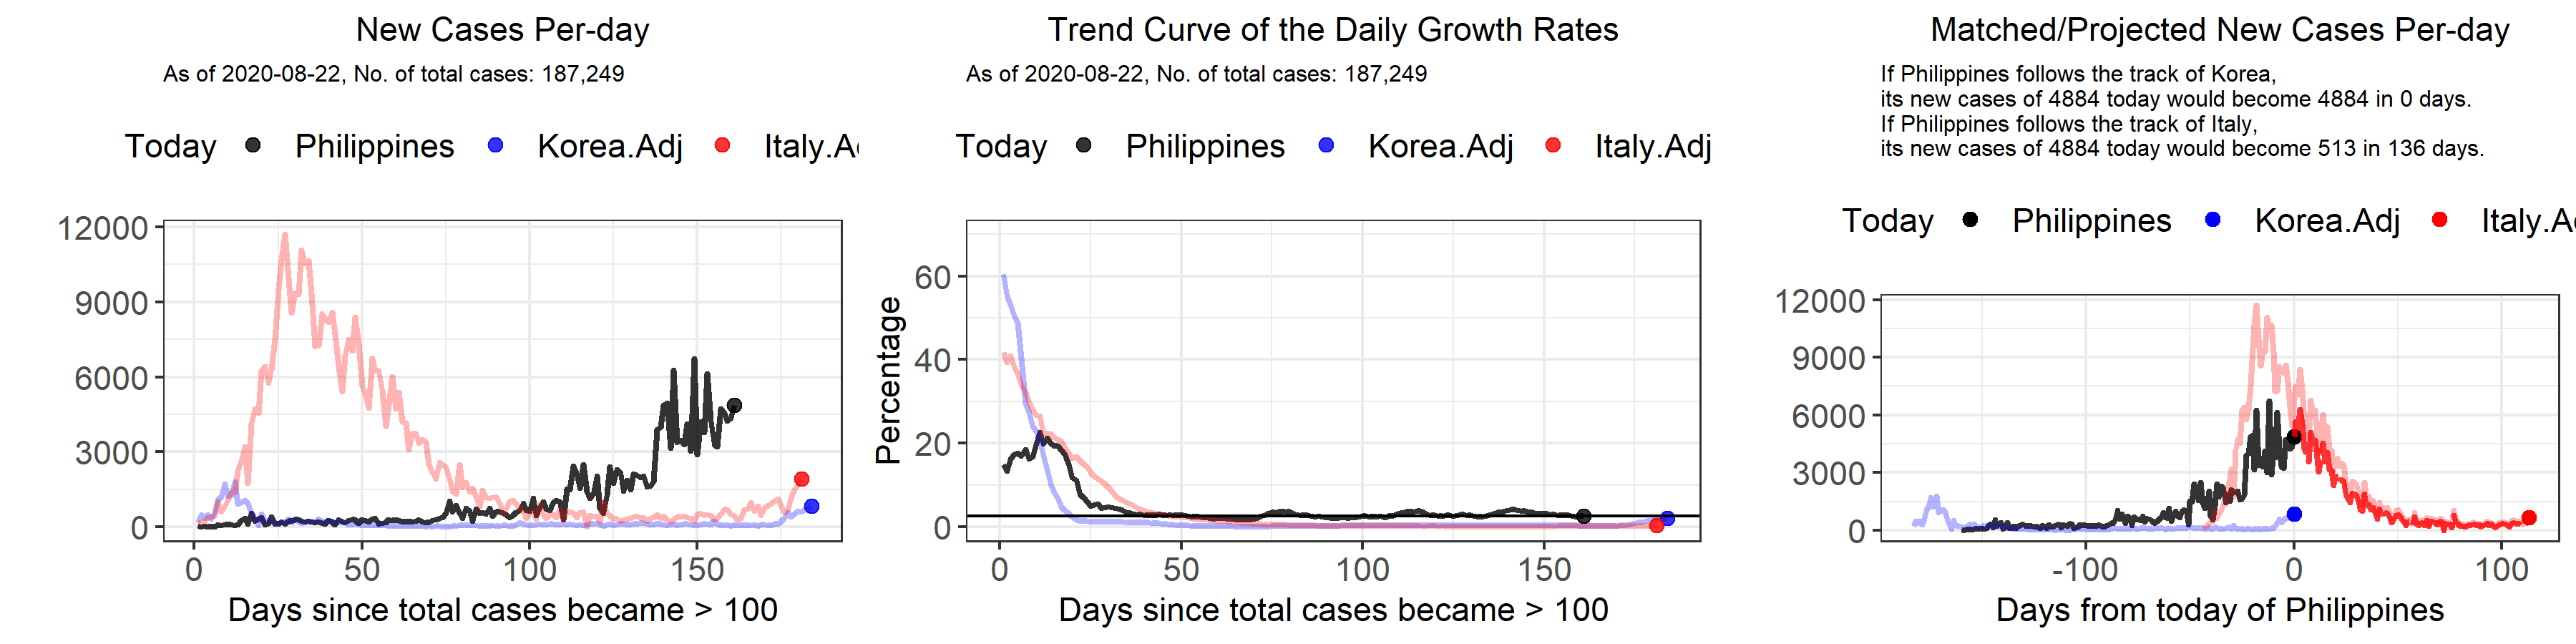 New Cases Per-day
As of 2020-08-22, No. of total cases: 187,249
Today Philippines Korea.Adj Italy.A
12000
9000
6000
3000
0
0 50 100 150
Days since total cases became > 100
Trend Curve of the Daily Growth Rates
As of 2020-08-22, No. of total cases: 187,249
Today Philippines Korea.Adj Italy.Adj
Percentage
60
40
20
0
0 50 100 150
Days since total cases became > 100
Matched/Projected New Cases Per-day
If Philippines follows the track of Korea,
its new cases of 4884 today would become 4884 in 0 days.
If Philippines follows the track of Italy,
its new cases of 4884 today would become 513 in 136 days.
Today Philippines Korea.Adj Italy.A
12000
9000
6000
3000
0
-100 0 100
Days from today of Philippines